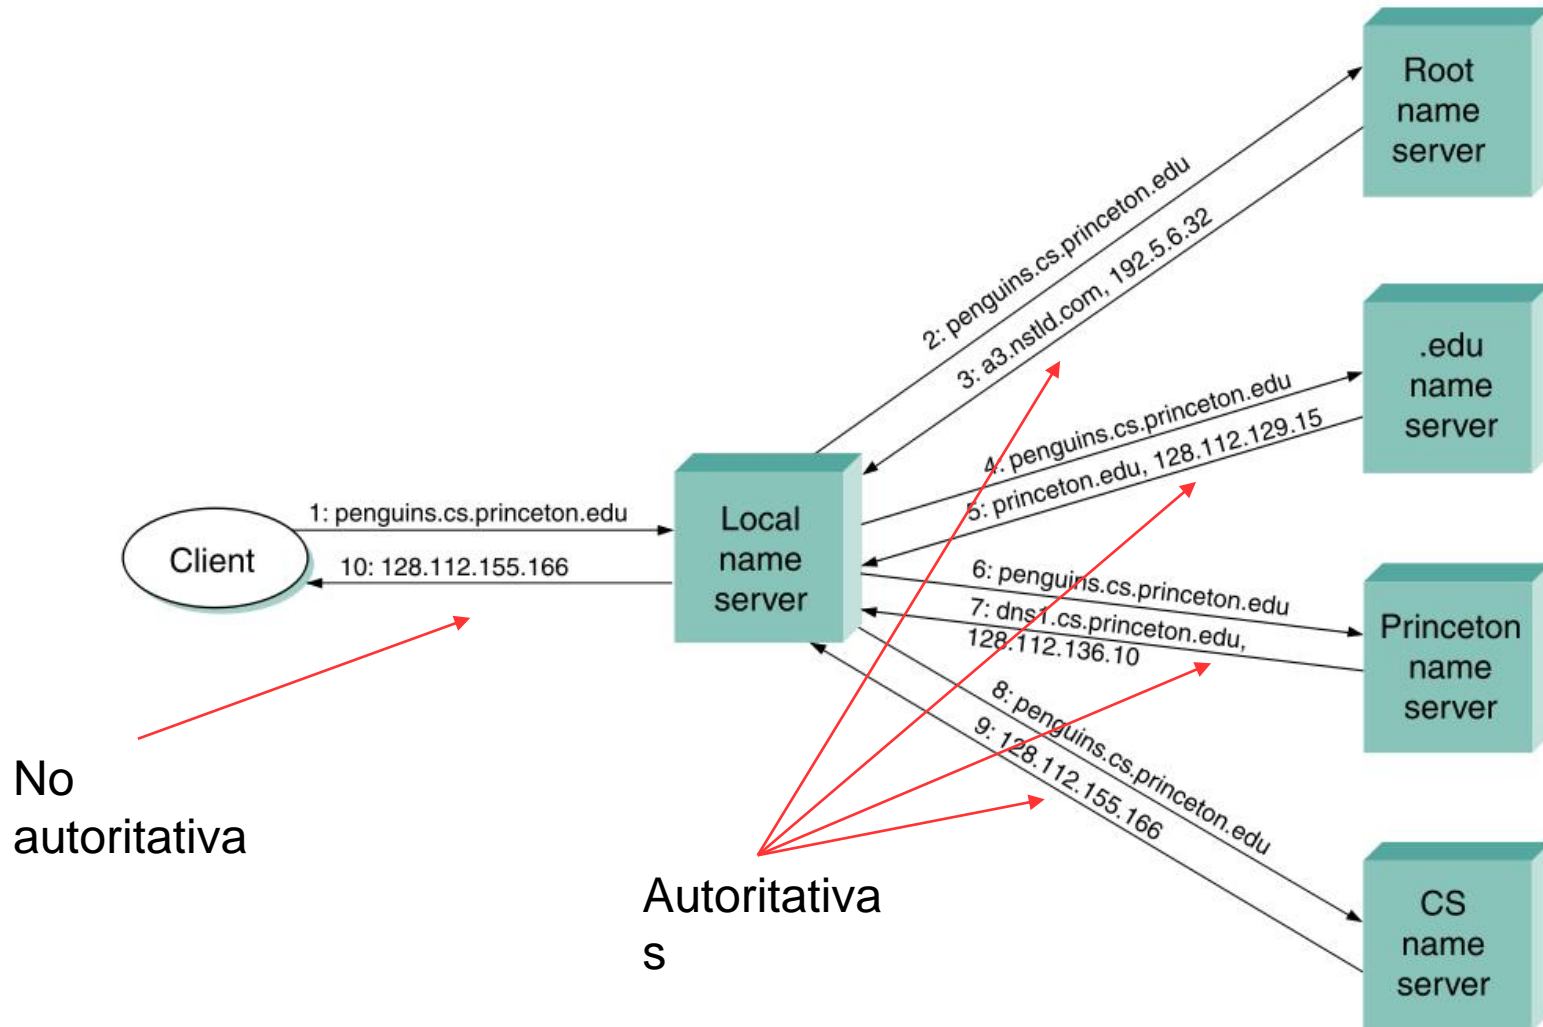 Root
name
server
2: penguins.cs.princeton.edu
3: a3.nstld.com, 192.5.6.32
.edu
name
server
4: penguins.cs.princeton.edu
5: princeton.edu, 128.112.129.15
Client
1: penguins.cs.princeton.edu
10: 128.112.155.166
Local
name
server
6: penguins.cs.princeton.edu
7: dns1.cs.princeton.edu,
128.112.136.10
Princeton
name
server
8: penguins.cs.princeton.edu
9: 128.112.155.166
No
autoritativa
Autoritativa
s
CS
name
server